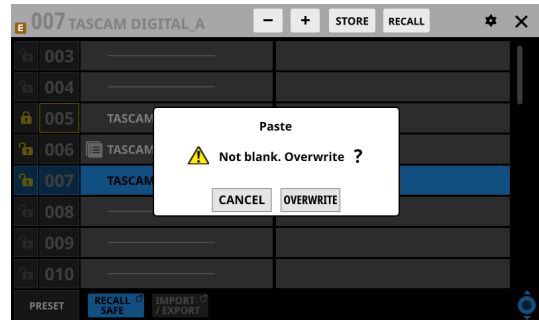 E 007 TASCAM DIGITAL_A − + STORE RECALL
003
004
005 TASCAM
006 TASCAM
007 TASCAM
008
009
010
Paste
Not blank. Overwrite ?
CANCEL OVERWRITE
PRESET
RECALL SAFE
IMPORT / EXPORT